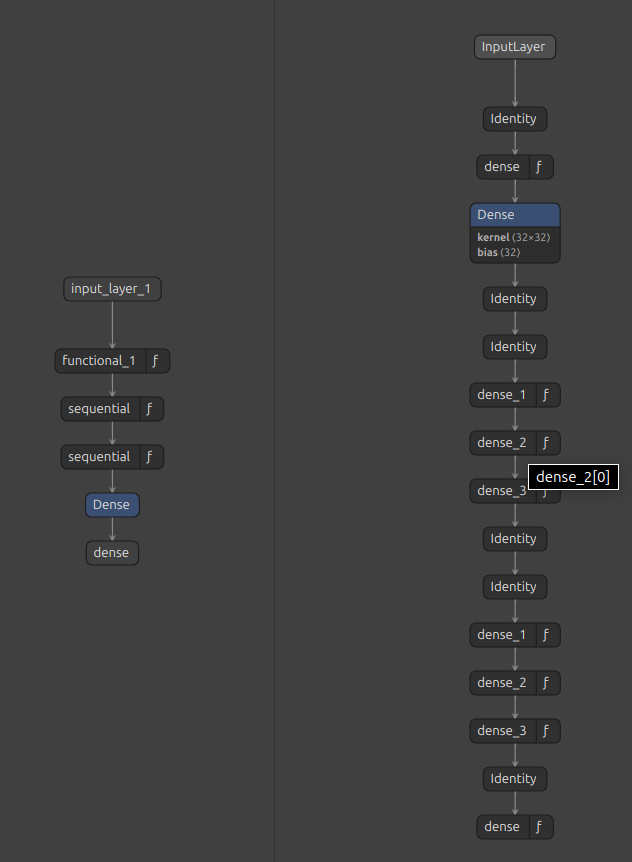 input_layer_1
functional_1 ƒ
sequential ƒ
sequential ƒ
Dense
dense
InputLayer
Identity
dense ƒ
Dense
kernel ⟨32×32⟩
bias ⟨32⟩
Identity
Identity
dense_1 ƒ
dense_2 ƒ
dense_2[0]
dense_3 ƒ
Identity
Identity
dense_1 ƒ
dense_2 ƒ
dense_3 ƒ
Identity
dense ƒ